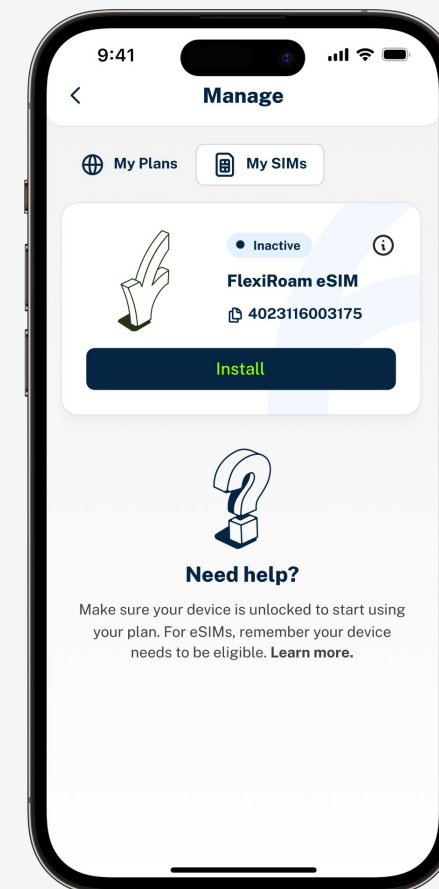 9:41
Manage
My Plans
My SIMs
Inactive
FlexiRoam eSIM
4023116003175
Install
Need help?
Make sure your device is unlocked to start using
your plan. For eSIMs, remember your device
needs to be eligible. Learn more.